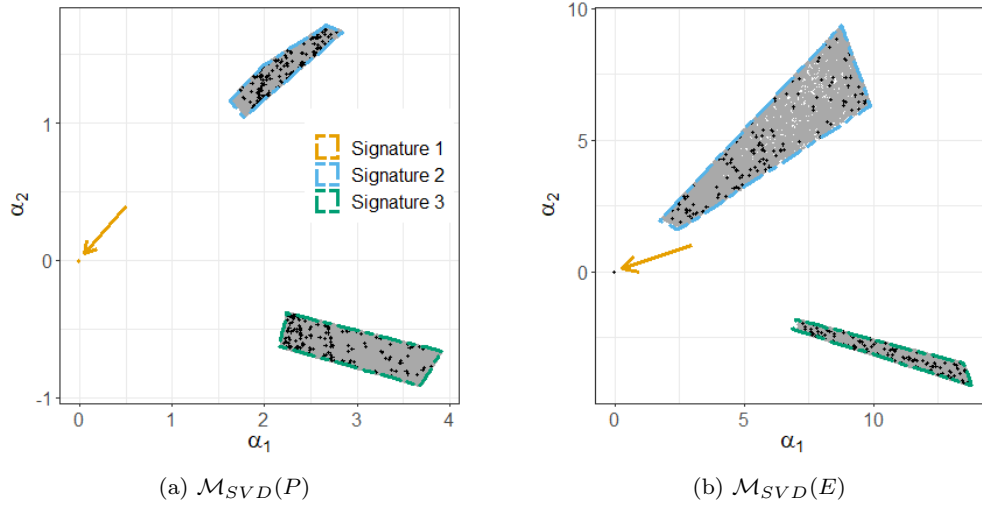 1
0
-1
α2
0
1
2
3
4
α1
Signature 1
Signature 2
Signature 3
(a) ℳSVD(P)
10
5
0
α2
0
5
10
α1
(b) ℳSVD(E)